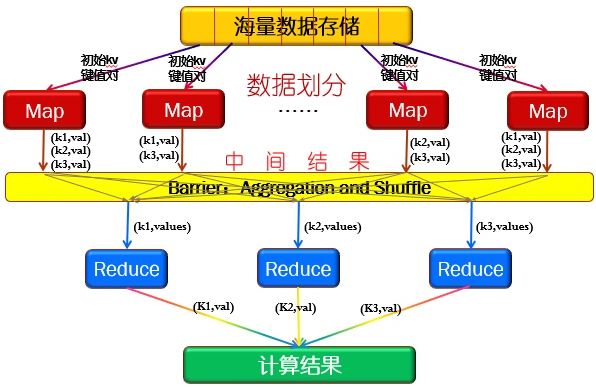 海量数据存储
初始kv
键值对
初始kv
键值对
初始kv
键值对
初始kv
键值对
数据划分
……
Map
Map
Map
Map
(k1,val)
(k2,val)
(k3,val)
(k1,val)
(k3,val)
(k2,val)
(k3,val)
(k1,val)
(k2,val)
(k3,val)
中 间 结 果
Barrier：Aggregation and Shuffle
(k1,values)
(k2,values)
(k3,values)
Reduce
Reduce
Reduce
(K1,val)
(K2,val)
(K3,val)
计算结果